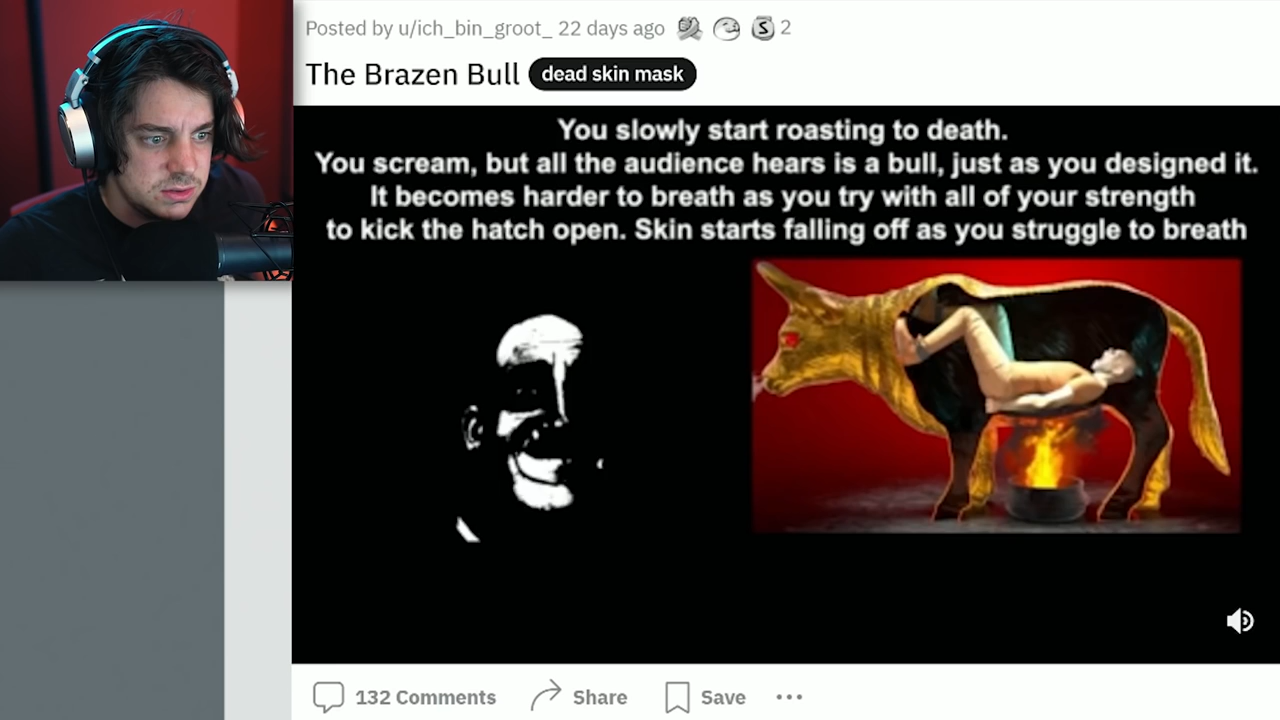 Posted by u/ich_bin_groot_ 22 days ago 2
The Brazen Bull dead skin mask
You slowly start roasting to death.
You scream, but all the audience hears is a bull, just as you designed it.
It becomes harder to breath as you try with all of your strength
to kick the hatch open. Skin starts falling off as you struggle to breath
132 Comments Share Save